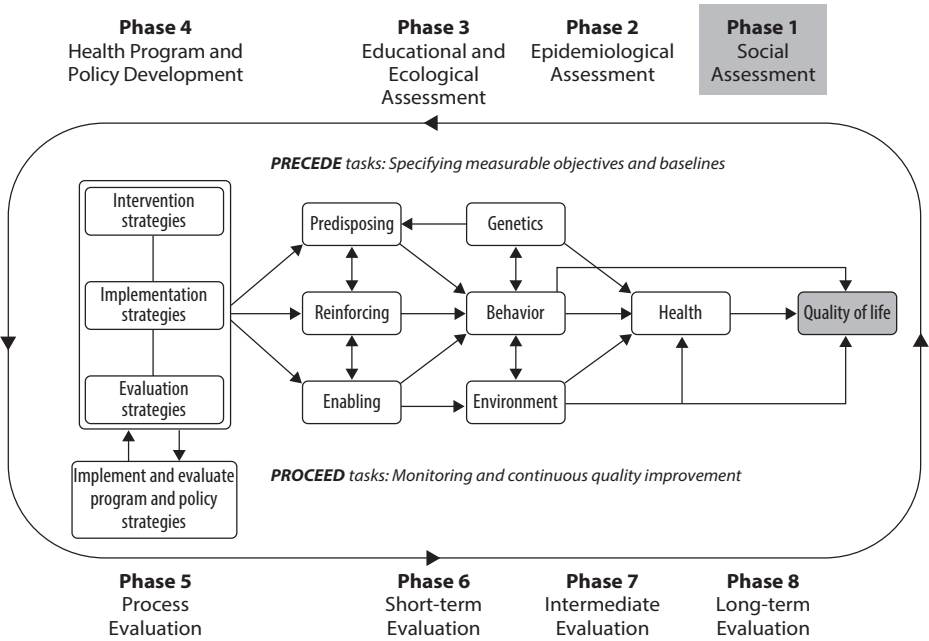 Phase 4
Health Program and
Policy Development
Phase 3
Educational and
Ecological
Assessment
Phase 2
Epidemiological
Assessment
Phase 1
Social
Assessment
PRECEDE tasks: Specifying measurable objectives and baselines
Intervention
strategies
Implementation
strategies
Evaluation
strategies
Implement and evaluate
program and policy
strategies
Predisposing
Reinforcing
Enabling
Genetics
Behavior
Environment
Health
Quality of life
PROCEED tasks: Monitoring and continuous quality improvement
Phase 5
Process
Evaluation
Phase 6
Short-term
Evaluation
Phase 7
Intermediate
Evaluation
Phase 8
Long-term
Evaluation